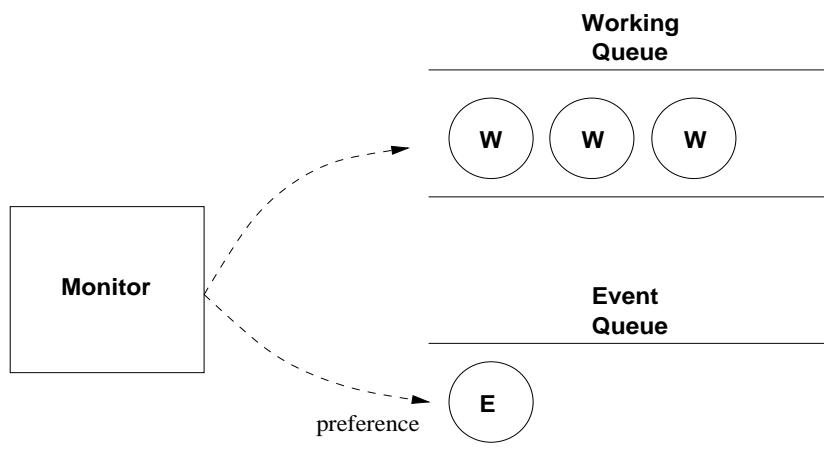 Working
Queue
W W W
Monitor
Event
Queue
E
preference